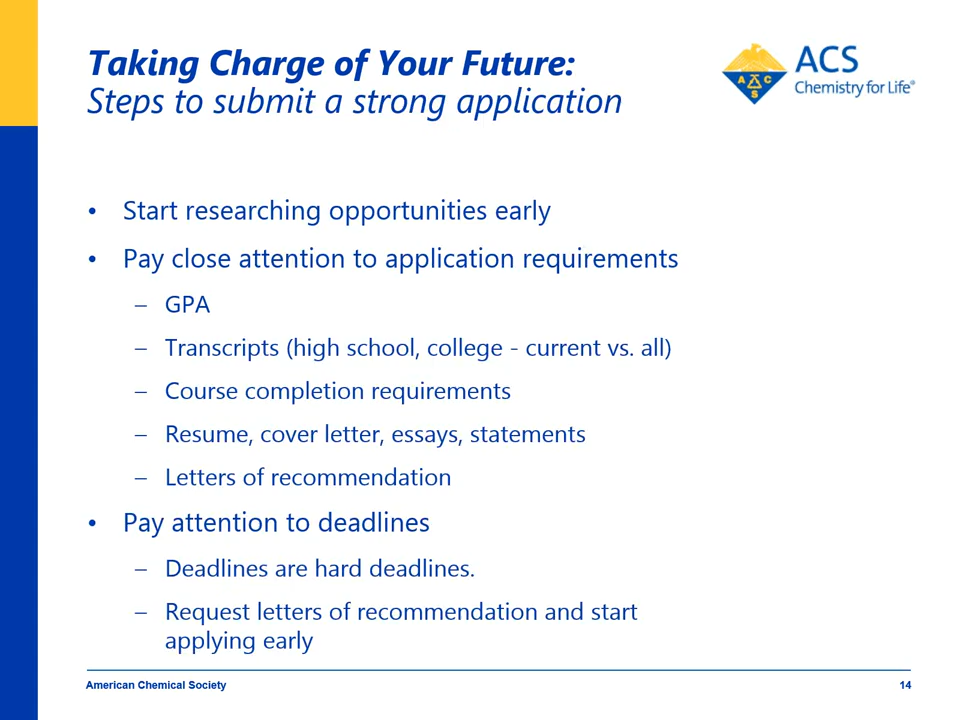 Taking Charge of Your Future:
Steps to submit a strong application
ACS
Chemistry for Life®
A C
S
• Start researching opportunities early
• Pay close attention to application requirements
– GPA
– Transcripts (high school, college - current vs. all)
– Course completion requirements
– Resume, cover letter, essays, statements
– Letters of recommendation
• Pay attention to deadlines
– Deadlines are hard deadlines.
– Request letters of recommendation and start
applying early
American Chemical Society
14